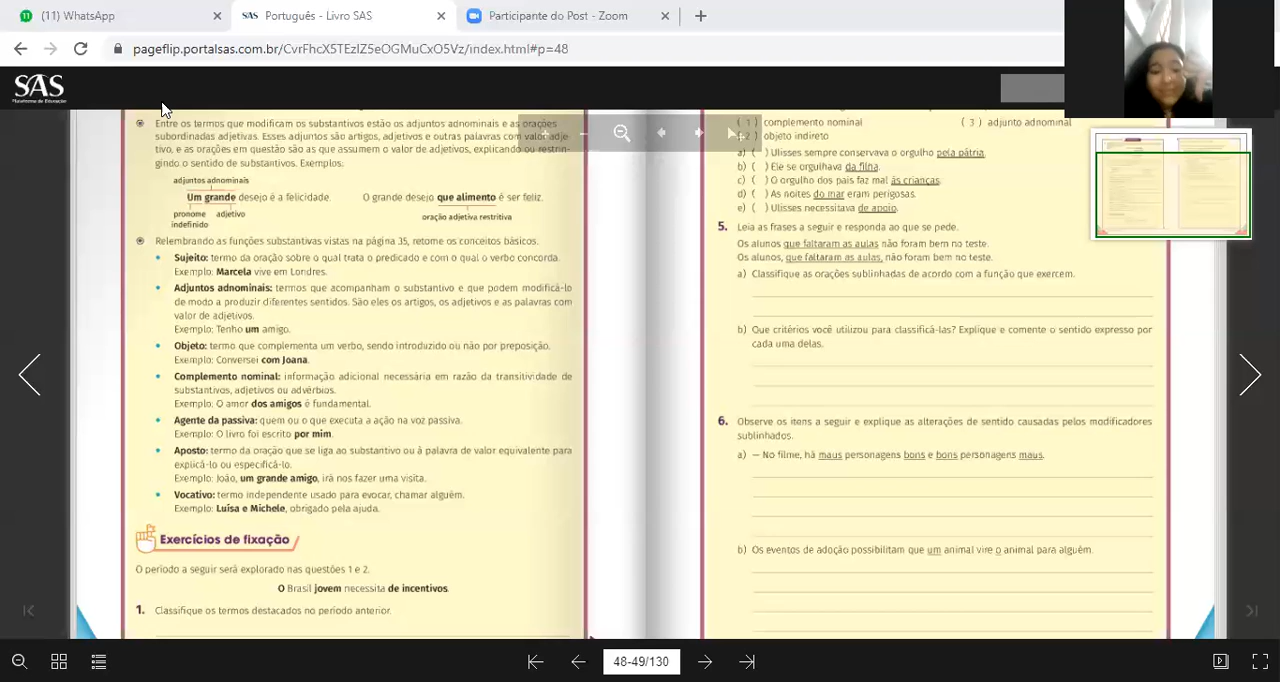 (11) WhatsApp
SAS Português - Livro SAS
Participante do Post - Zoom
pageflip.portalsas.com.br/CvrFhcX5TEzIZ5eOGMuCxO5Vz/index.html#p=48
SAS
Plataforma de Educação
Entre os termos que modificam os substantivos estão os adjuntos adnominais e as orações
subordinadas adjetivas. Esses adjuntos são artigos, adjetivos e outras palavras com valor adje-
tivo, e as orações em questão são as que assumem o valor de adjetivos, explicando ou restrin-
gindo o sentido de substantivos. Exemplos:
adjuntos adnominais
Um grande desejo é a felicidade.
O grande desejo que alimento é ser feliz.
pronome adjetivo
indefinido
oração adjetiva restritiva
Relembrando as funções substantivas vistas na página 35, retome os conceitos básicos.
Sujeito: termo da oração sobre o qual trata o predicado e com o qual o verbo concorda.
Exemplo: Marcela vive em Londres.
Adjuntos adnominais: termos que acompanham o substantivo e que podem modificá-lo
de modo a produzir diferentes sentidos. São eles os artigos, os adjetivos e as palavras com
valor de adjetivos.
Exemplo: Tenho um amigo.
Objeto: termo que complementa um verbo, sendo introduzido ou não por preposição.
Exemplo: Conversei com Joana.
Complemento nominal: informação adicional necessária em razão da transitividade de
substantivos, adjetivos ou advérbios.
Exemplo: O amor dos amigos é fundamental.
Agente da passiva: quem ou o que executa a ação na voz passiva.
Exemplo: O livro foi escrito por mim.
Aposto: termo da oração que se liga ao substantivo ou à palavra de valor equivalente para
explicá-lo ou especificá-lo.
Exemplo: João, um grande amigo, irá nos fazer uma visita.
Vocativo: termo independente usado para evocar, chamar alguém.
Exemplo: Luísa e Michele, obrigado pela ajuda.
Exercícios de fixação
O período a seguir será explorado nas questões 1 e 2.
O Brasil jovem necessita de incentivos.
1. Classifique os termos destacados no período anterior.
( 1 ) complemento nominal
( 3 ) adjunto adnominal
2 ) objeto indireto
a) ( ) Ulisses sempre conservava o orgulho pela pátria.
b) ( ) Ele se orgulhava da filha.
c) ( ) O orgulho dos pais faz mal às crianças.
d) ( ) As noites do mar eram perigosas.
e) ( ) Ulisses necessitava de apoio.
5. Leia as frases a seguir e responda ao que se pede.
Os alunos que faltaram as aulas não foram bem no teste.
Os alunos, que faltaram as aulas, não foram bem no teste.
a) Classifique as orações sublinhadas de acordo com a função que exercem.
b) Que critérios você utilizou para classificá-las? Explique e comente o sentido expresso por
cada uma delas.
6. Observe os itens a seguir e explique as alterações de sentido causadas pelos modificadores
sublinhados.
a) — No filme, há maus personagens bons e bons personagens maus.
b) Os eventos de adoção possibilitam que um animal vire o animal para alguém.
48-49/130